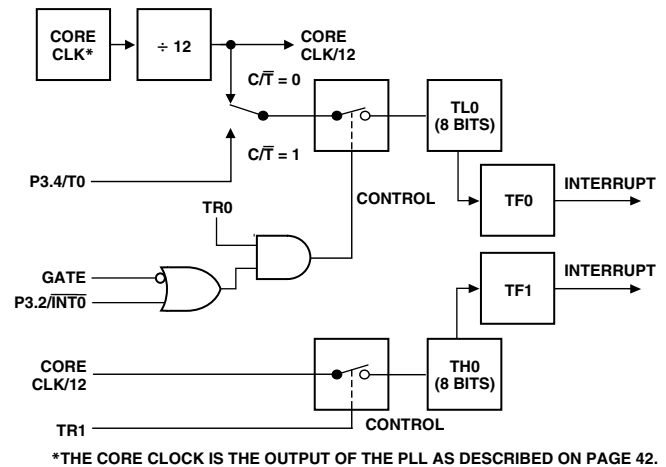 CORE
CLK*
÷ 12
CORE
CLK/12
C/T̅ = 0
TL0
(8 BITS)
C/T̅ = 1
P3.4/T0
INTERRUPT
CONTROL
TF0
TR0
GATE
P3.2/I̅N̅T̅0̅
INTERRUPT
TF1
CORE
CLK/12
TH0
(8 BITS)
CONTROL
TR1
*THE CORE CLOCK IS THE OUTPUT OF THE PLL AS DESCRIBED ON PAGE 42.